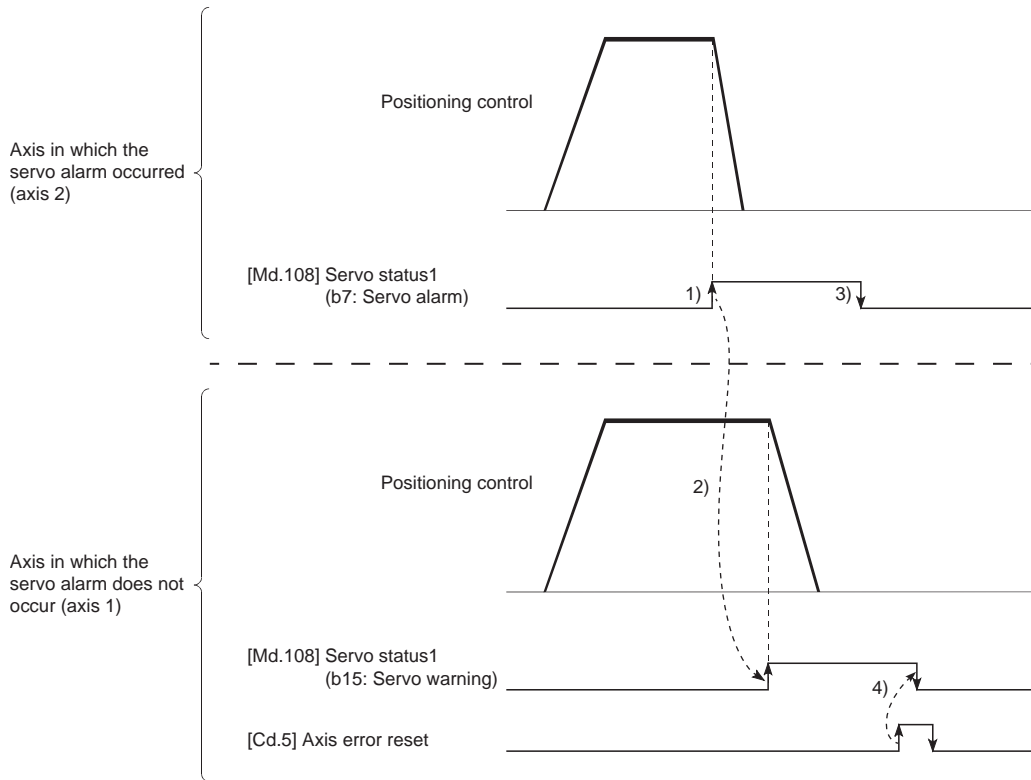 Positioning control
Axis in which the
servo alarm occurred
(axis 2)
[Md.108] Servo status1
(b7: Servo alarm)
1)
3)
Positioning control
2)
Axis in which the
servo alarm does not
occur (axis 1)
[Md.108] Servo status1
(b15: Servo warning)
4)
[Cd.5] Axis error reset